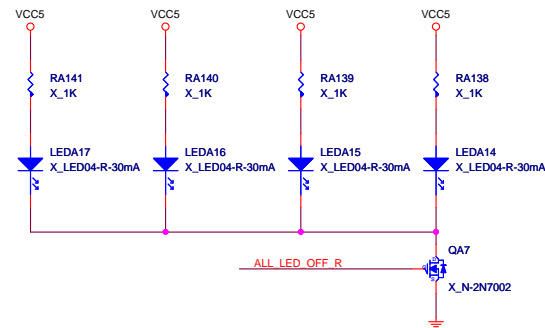 VCC5 VCC5 VCC5 VCC5
RA141 RA140 RA139 RA138
X_1K X_1K X_1K X_1K
LEDA17 LEDA16 LEDA15 LEDA14
X_LED04-R-30mA X_LED04-R-30mA X_LED04-R-30mA X_LED04-R-30mA
QA7
ALL_LED_OFF_R
X_N-2N7002